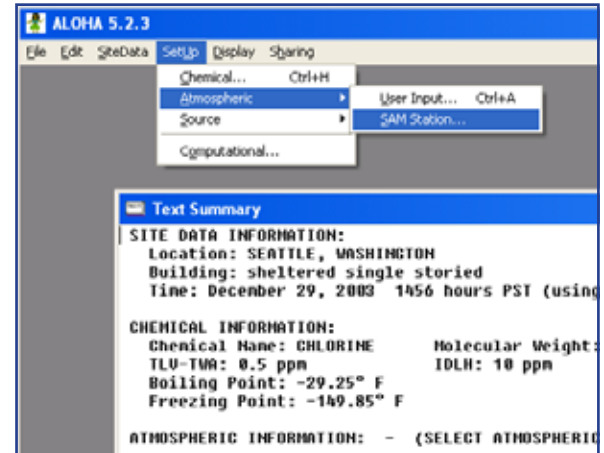 ALOHA 5.2.3
File Edit SiteData SetUp Display Sharing
Chemical... Ctrl+H
Atmospheric
User Input... Ctrl+A
Source
SAM Station...
Computational...
Text Summary
SITE DATA INFORMATION:
Location: SEATTLE, WASHINGTON
Building: sheltered single storied
Time: December 29, 2003 1456 hours PST (using
CHEMICAL INFORMATION:
Chemical Name: CHLORINE Molecular Weight:
TLV-TWA: 0.5 ppm IDLH: 10 ppm
Boiling Point: -29.25° F
Freezing Point: -149.85° F
ATMOSPHERIC INFORMATION: - (SELECT ATMOSPHERIC